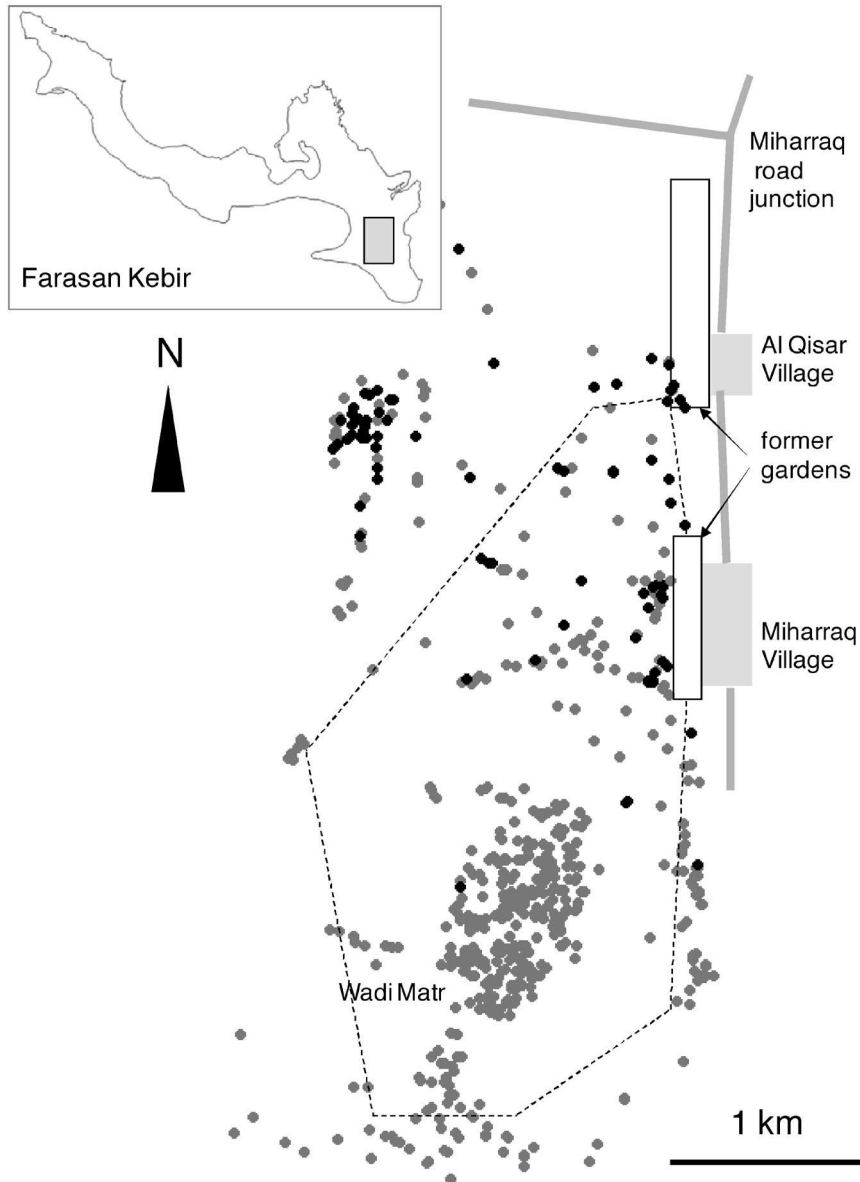 Farasan Kebir
N
Miharraq
road
junction
Al Qisar
Village
former
gardens
Miharraq
Village
Wadi Matr
1 km